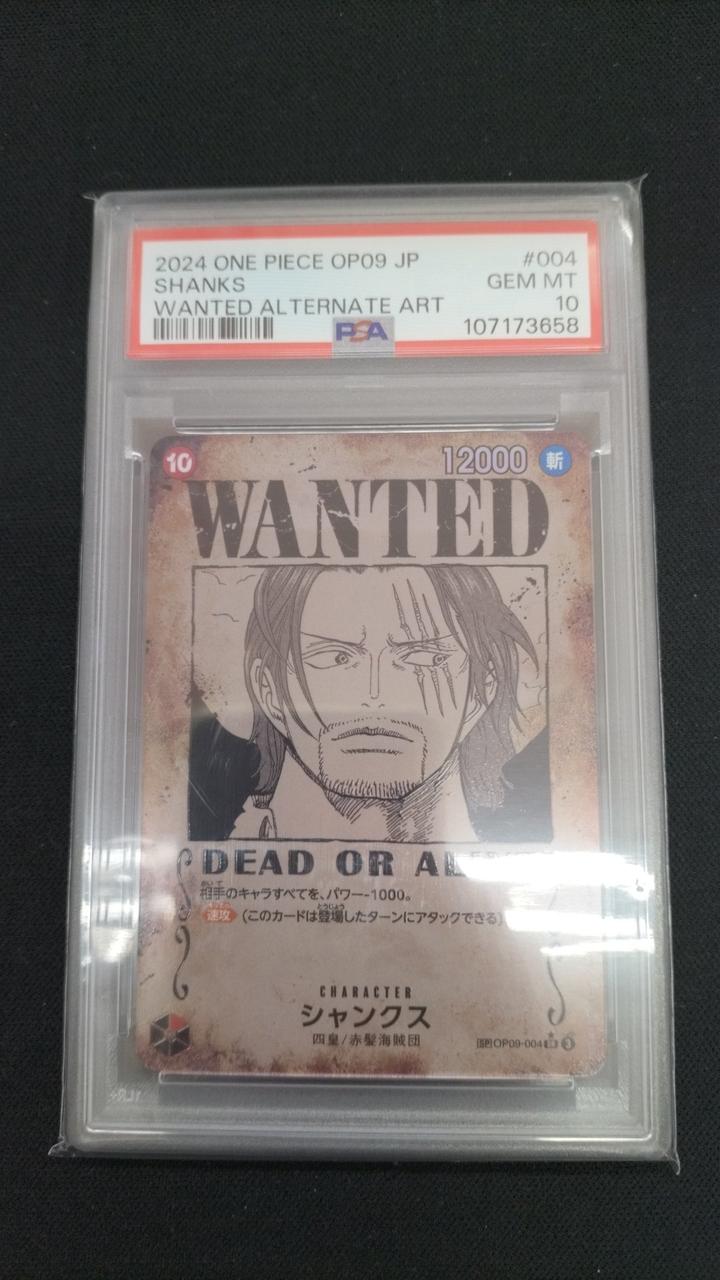 2024 ONE PIECE OP09 JP #004
SHANKS GEM MT
WANTED ALTERNATE ART 10
PSA 107173658
10 12000 斬
WANTED
DEAD OR
相手のキャラすべてを、パワー-1000。
速攻 (このカードは登場したターンにアタックできる)
CHARACTER
シャンクス
四皇/赤髪海賊団
SP OP09-004 SR 3